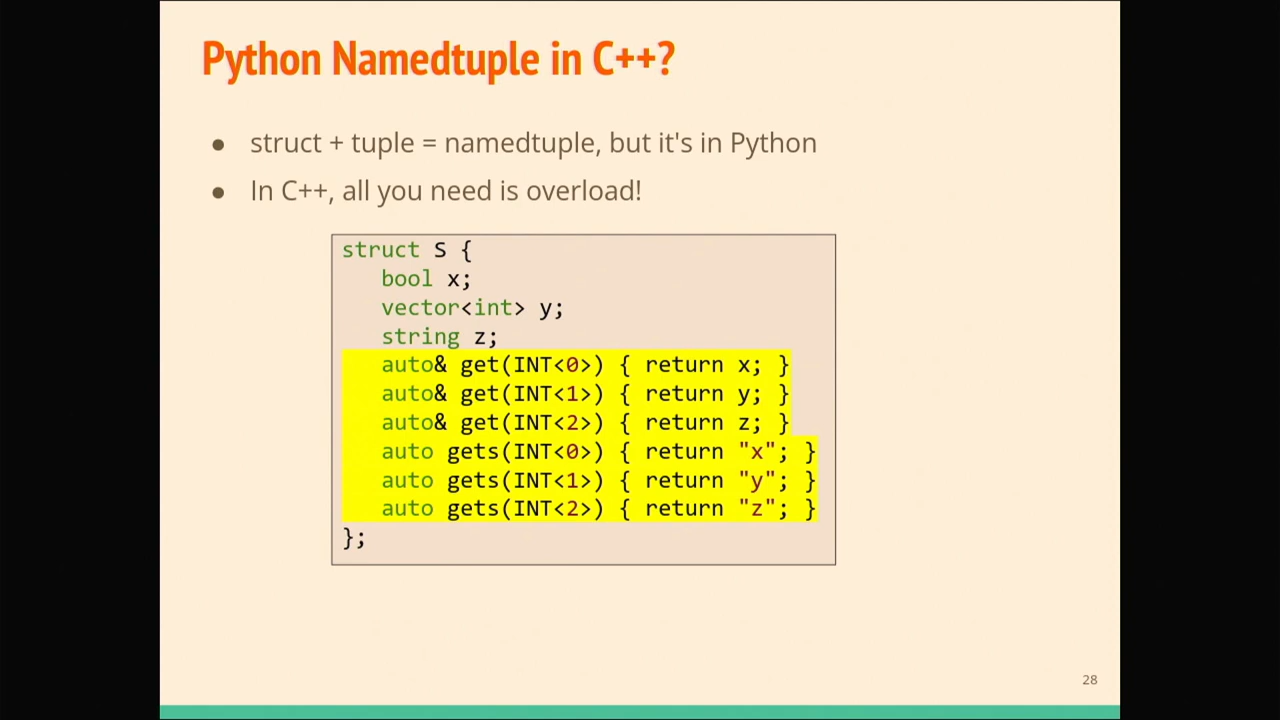 Python Namedtuple in C++?
● struct + tuple = namedtuple, but it's in Python
● In C++, all you need is overload!
struct S {
   bool x;
   vector<int> y;
   string z;
   auto& get(INT<0>) { return x; }
   auto& get(INT<1>) { return y; }
   auto& get(INT<2>) { return z; }
   auto gets(INT<0>) { return "x"; }
   auto gets(INT<1>) { return "y"; }
   auto gets(INT<2>) { return "z"; }
};
28